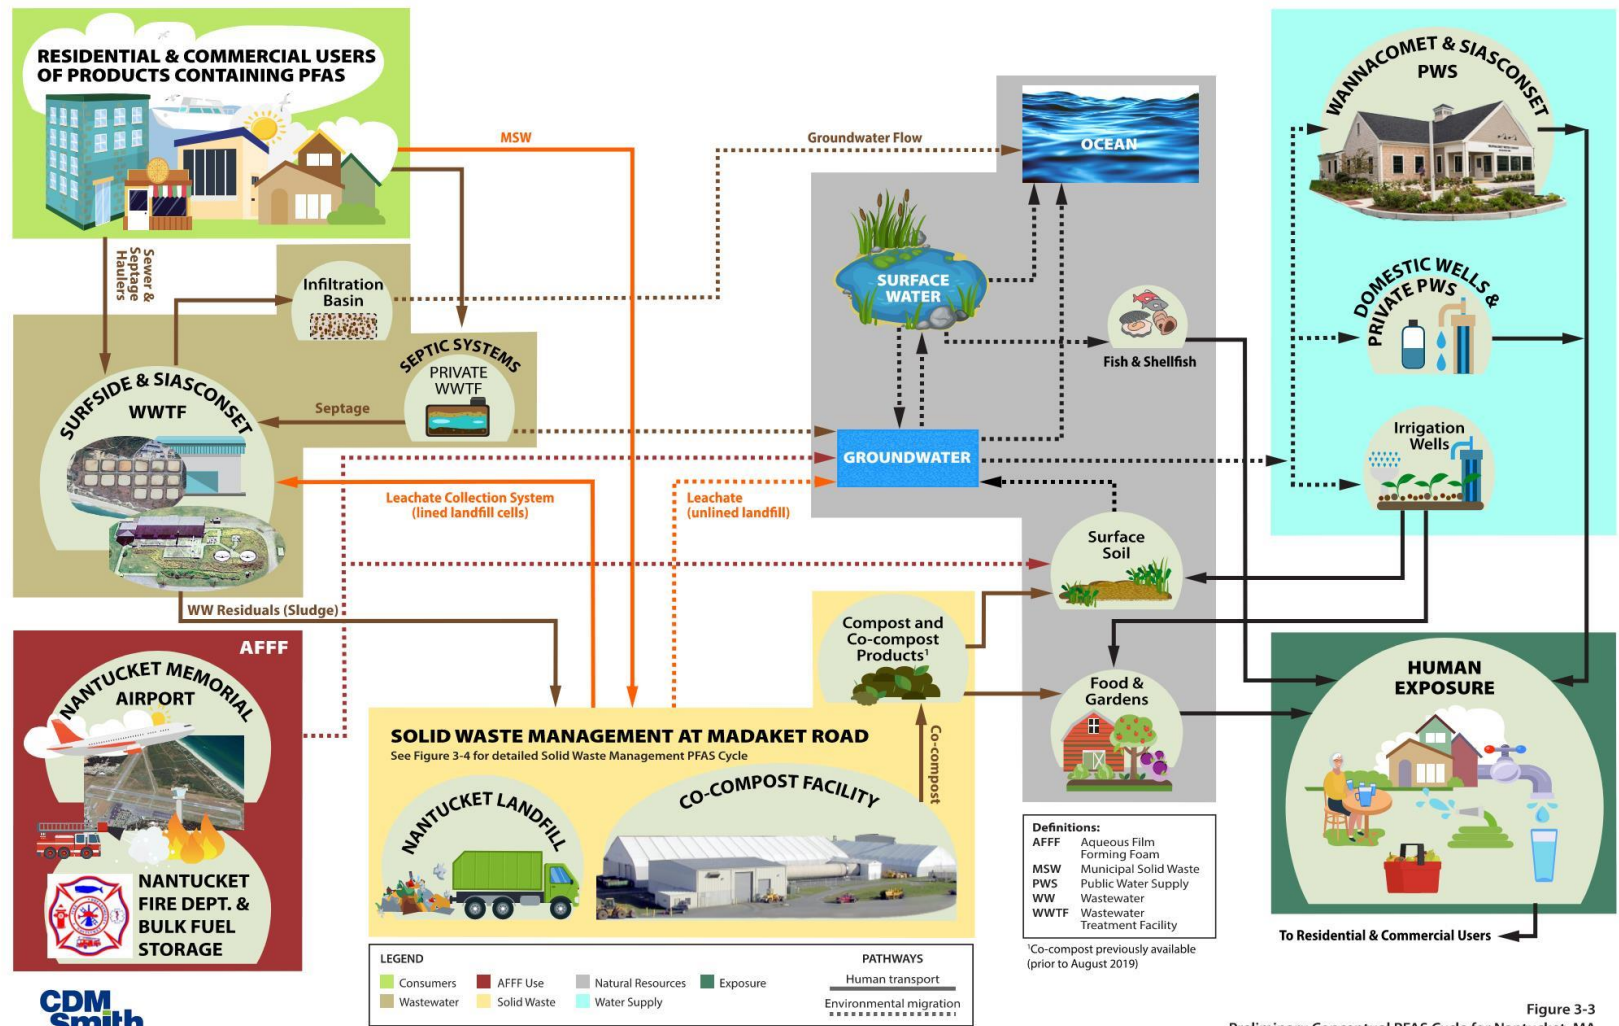 RESIDENTIAL & COMMERCIAL USERS
OF PRODUCTS CONTAINING PFAS
MSW
Groundwater Flow
OCEAN
WANNACOMET & SIASCONSET
PWS
Sewer &
Septage
Haulers
Infiltration
Basin
SURFACE
WATER
DOMESTIC WELLS &
PRIVATE PWS
Fish & Shellfish
SEPTIC SYSTEMS
PRIVATE
WWTF
SURFSIDE & SIASCONSET
WWTF
Septage
GROUNDWATER
Irrigation
Wells
Leachate Collection System
(lined landfill cells)
Leachate
(unlined landfill)
Surface
Soil
WW Residuals (Sludge)
Compost and
Co-compost
Products¹
AFFF
NANTUCKET MEMORIAL
AIRPORT
Food &
Gardens
HUMAN
EXPOSURE
SOLID WASTE MANAGEMENT AT MADAKET ROAD
See Figure 3-4 for detailed Solid Waste Management PFAS Cycle
Co-compost
NANTUCKET LANDFILL
CO-COMPOST FACILITY
NANTUCKET
FIRE DEPT. &
BULK FUEL
STORAGE
Definitions:
AFFF Aqueous Film
Forming Foam
MSW Municipal Solid Waste
PWS Public Water Supply
WW Wastewater
WWTF Wastewater
Treatment Facility
¹Co-compost previously available
(prior to August 2019)
To Residential & Commercial Users
LEGEND
Consumers
AFFF Use
Natural Resources
Exposure
Wastewater
Solid Waste
Water Supply
PATHWAYS
Human transport
Environmental migration
CDM
Smith
Figure 3-3
Preliminary Conceptual PFAS Cycle for Nantucket, MA